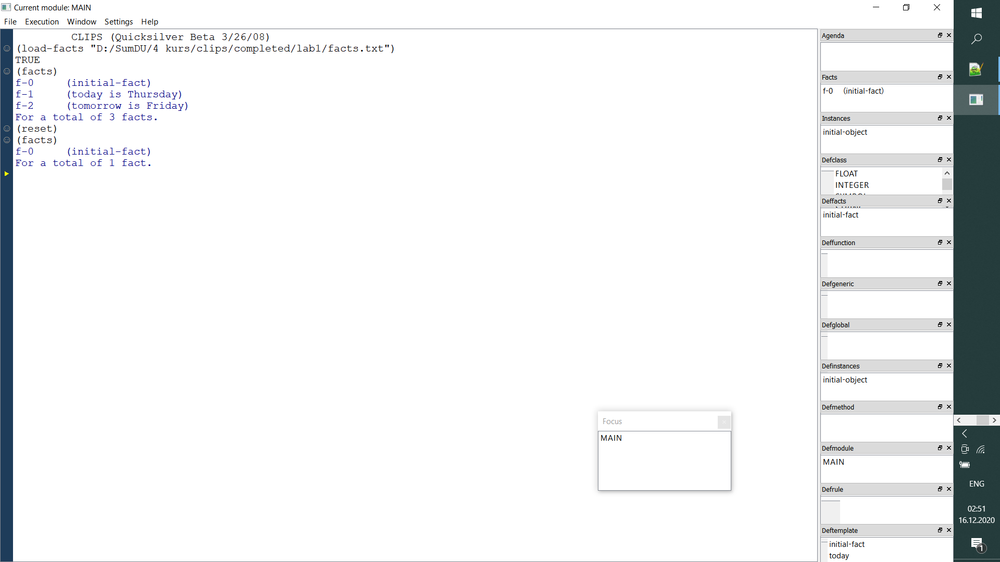 Current module: MAIN
File Execution Window Settings Help
CLIPS (Quicksilver Beta 3/26/08)
(load-facts "D:/SumDU/4 kurs/clips/completed/lab1/facts.txt")
TRUE
(facts)
f-0 (initial-fact)
f-1 (today is Thursday)
f-2 (tomorrow is Friday)
For a total of 3 facts.
(reset)
(facts)
f-0 (initial-fact)
For a total of 1 fact.
Focus
MAIN
Agenda
Facts
f-0 (initial-fact)
Instances
initial-object
Defclass
FLOAT
INTEGER
Deffacts
initial-fact
Deffunction
Defgeneric
Defglobal
Definstances
initial-object
Defmethod
Defmodule
MAIN
Defrule
Deftemplate
initial-fact
today
ENG
02:51
16.12.2020
1